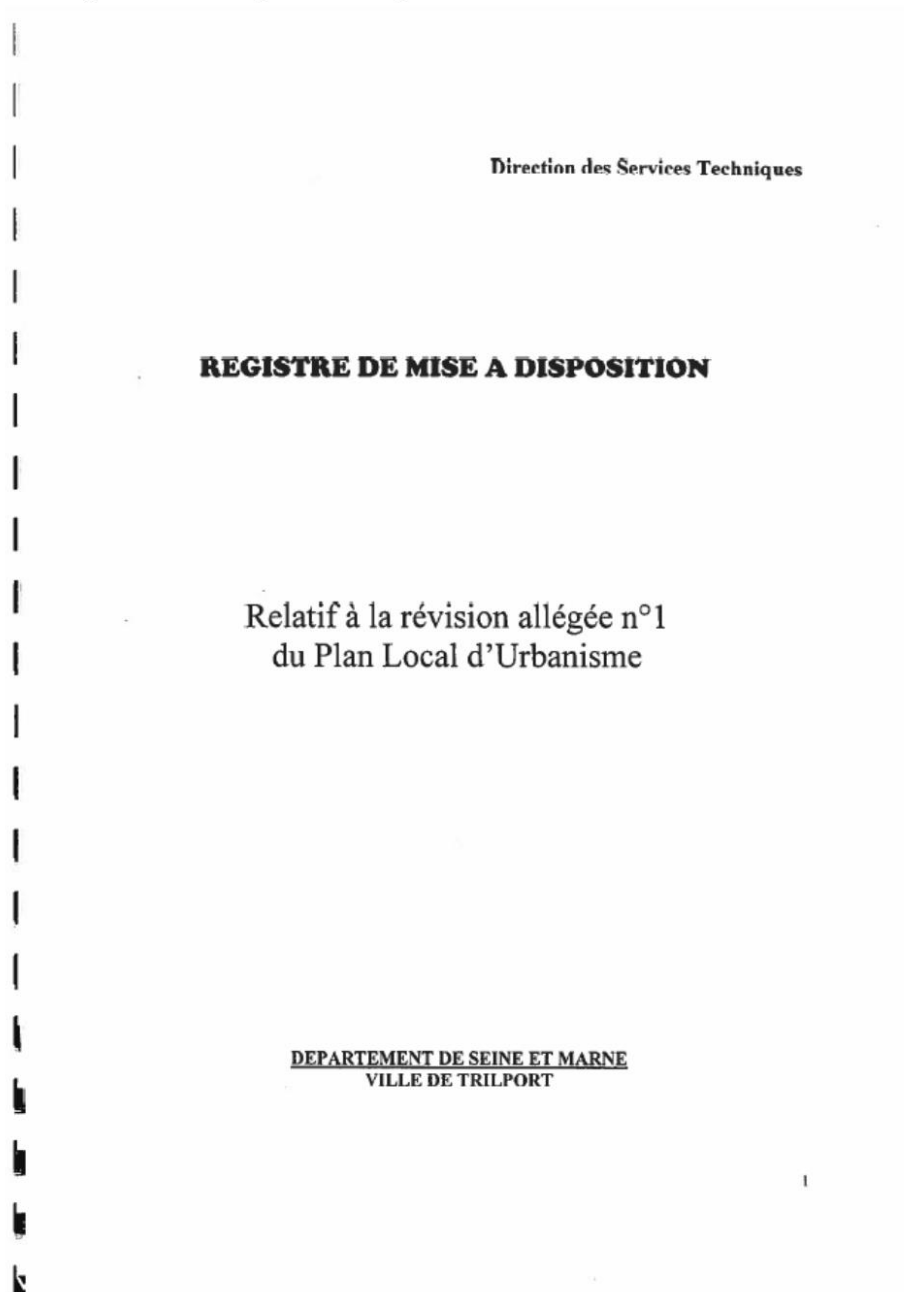 Direction des Services Techniques
REGISTRE DE MISE A DISPOSITION
Relatif à la révision allégée n°1
du Plan Local d'Urbanisme
DEPARTEMENT DE SEINE ET MARNE
VILLE DE TRILPORT
1